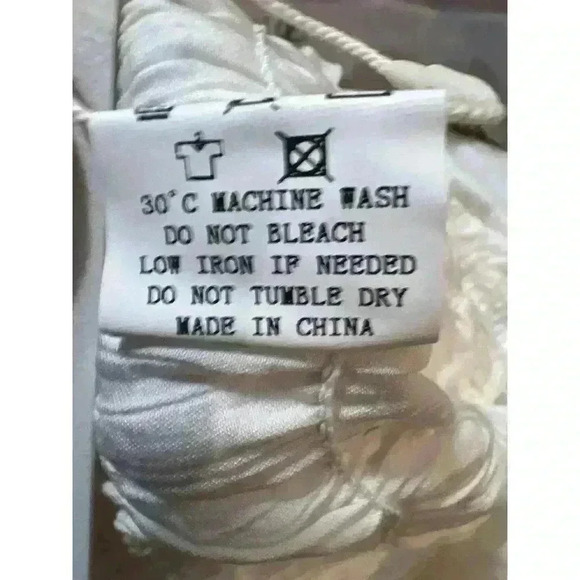 30°C MACHINE WASH
DO NOT BLEACH
LOW IRON IF NEEDED
DO NOT TUMBLE DRY
MADE IN CHINA